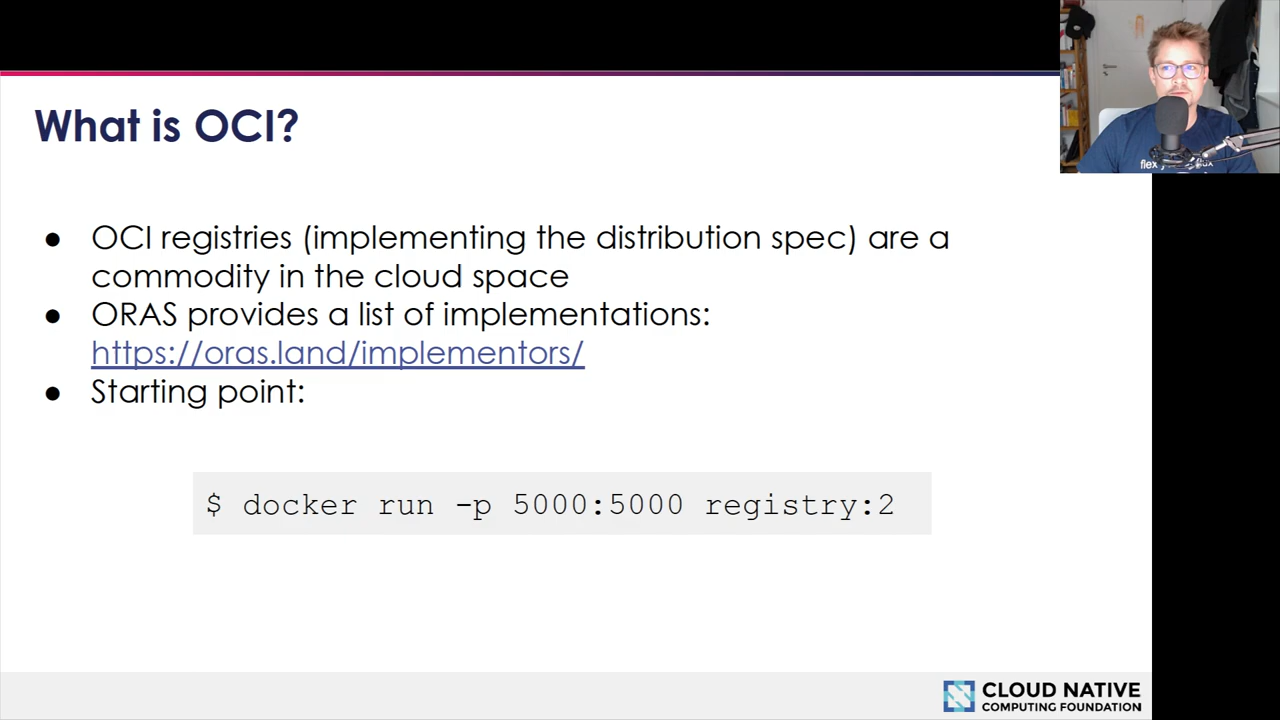 What is OCI?
● OCI registries (implementing the distribution spec) are a
commodity in the cloud space
● ORAS provides a list of implementations:
https://oras.land/implementors/
● Starting point:
$ docker run -p 5000:5000 registry:2
CLOUD NATIVE
COMPUTING FOUNDATION
flex